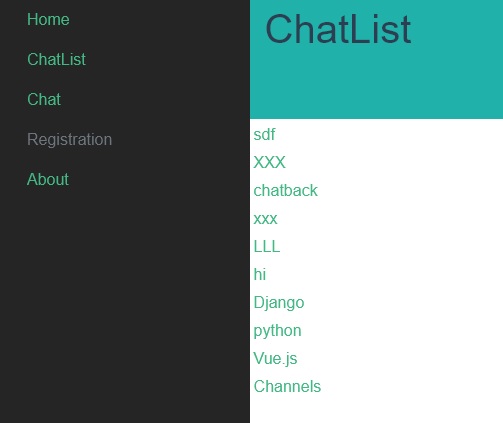 Home
ChatList
Chat
Registration
About
ChatList
sdf
XXX
chatback
xxx
LLL
hi
Django
python
Vue.js
Channels